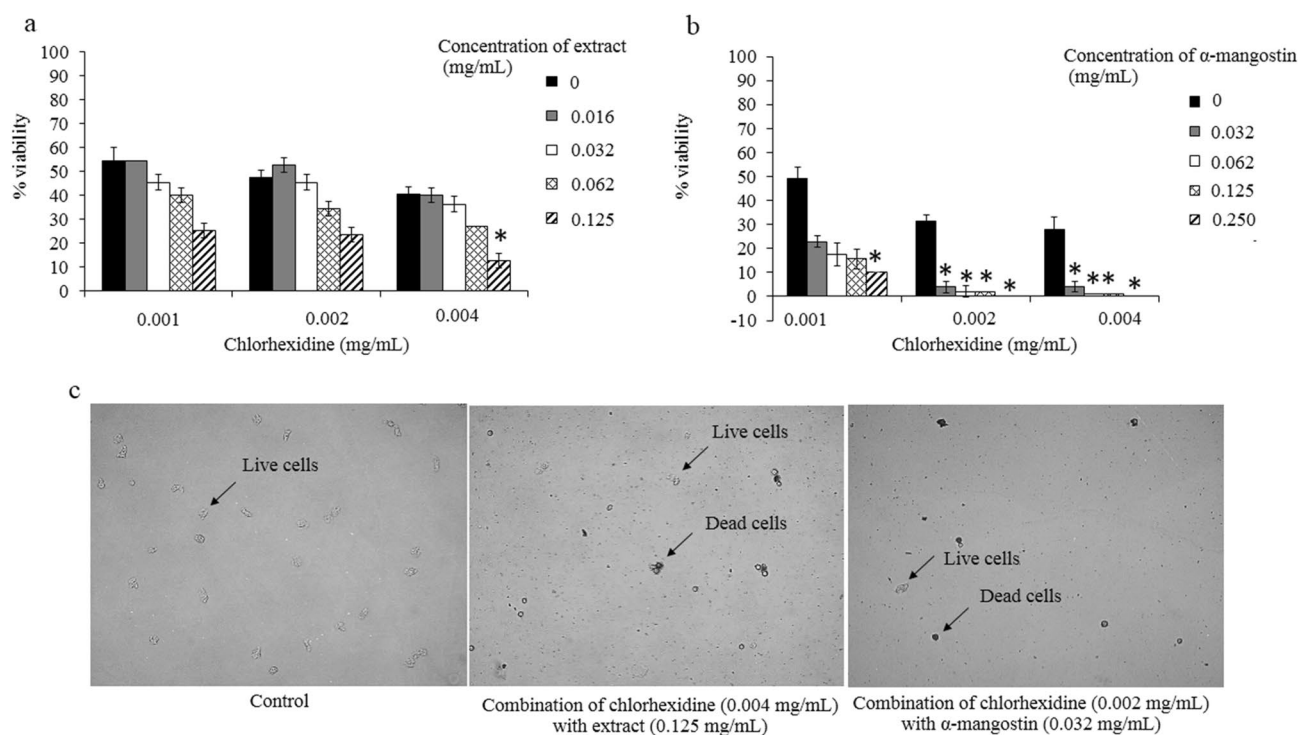 a
Concentration of extract
(mg/mL)
0
0.016
0.032
0.062
0.125
% viability
100
90
80
70
60
50
40
30
20
10
0
*
0.001 0.002 0.004
Chlorhexidine (mg/mL)
b
Concentration of α-mangostin
(mg/mL)
0
0.032
0.062
0.125
0.250
% viability
100
90
80
70
60
50
40
30
20
10
0
-10
* * * * * * * * *
0.001 0.002 0.004
Chlorhexidine (mg/mL)
c
Live cells
Control
Live cells
Dead cells
Combination of chlorhexidine (0.004 mg/mL)
with extract (0.125 mg/mL)
Live cells
Dead cells
Combination of chlorhexidine (0.002 mg/mL)
with α-mangostin (0.032 mg/mL)